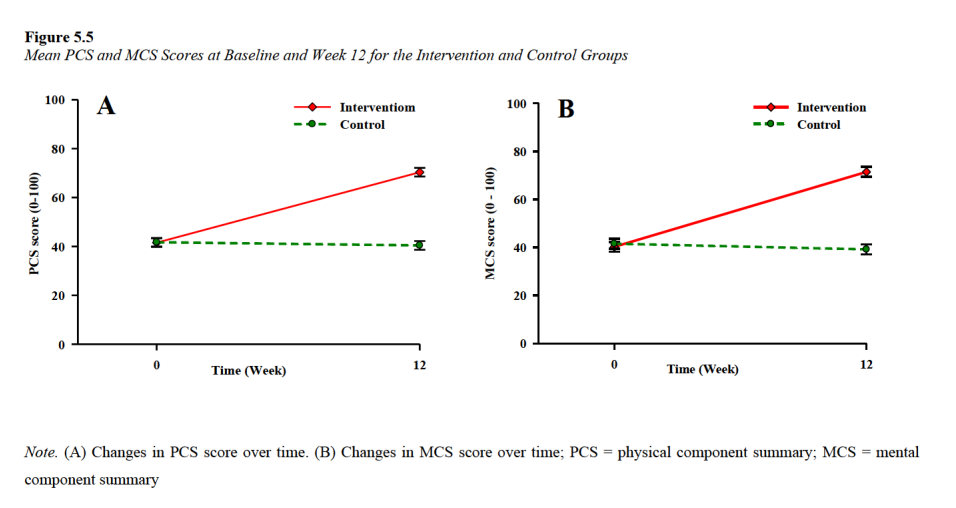 Figure 5.5
Mean PCS and MCS Scores at Baseline and Week 12 for the Intervention and Control Groups
A
Interventiom
Control
PCS score (0-100)
100
80
60
40
20
0
0
12
Time (Week)
B
Intervention
Control
MCS score (0 - 100)
100
80
60
40
20
0
0
12
Time (Week)
Note. (A) Changes in PCS score over time. (B) Changes in MCS score over time; PCS = physical component summary; MCS = mental
component summary